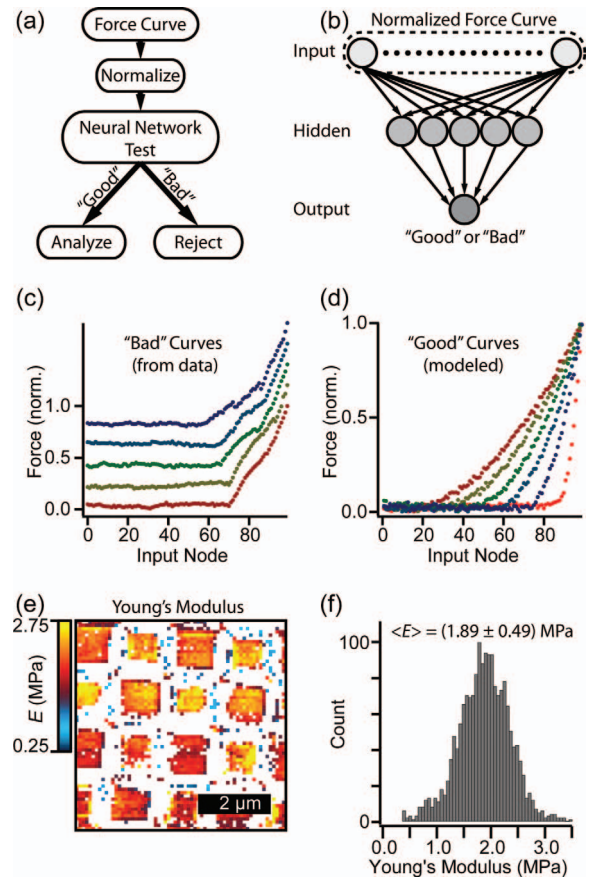 (a)
Force Curve
Normalize
Neural Network
Test
“Good”
“Bad”
Analyze
Reject
(b)
Normalized Force Curve
Input
Hidden
Output
“Good” or “Bad”
(c)
“Bad” Curves
(from data)
Force (norm.)
1.0
0.5
0.0
0 20 40 60 80
Input Node
(d)
“Good” Curves
(modeled)
Force (norm.)
1.0
0.5
0.0
0 20 40 60 80
Input Node
(e)
Young's Modulus
2.75
E (MPa)
0.25
2 μm
(f)
<E> = (1.89 ± 0.49) MPa
100
Count
0
0.0 1.0 2.0 3.0
Young's Modulus (MPa)